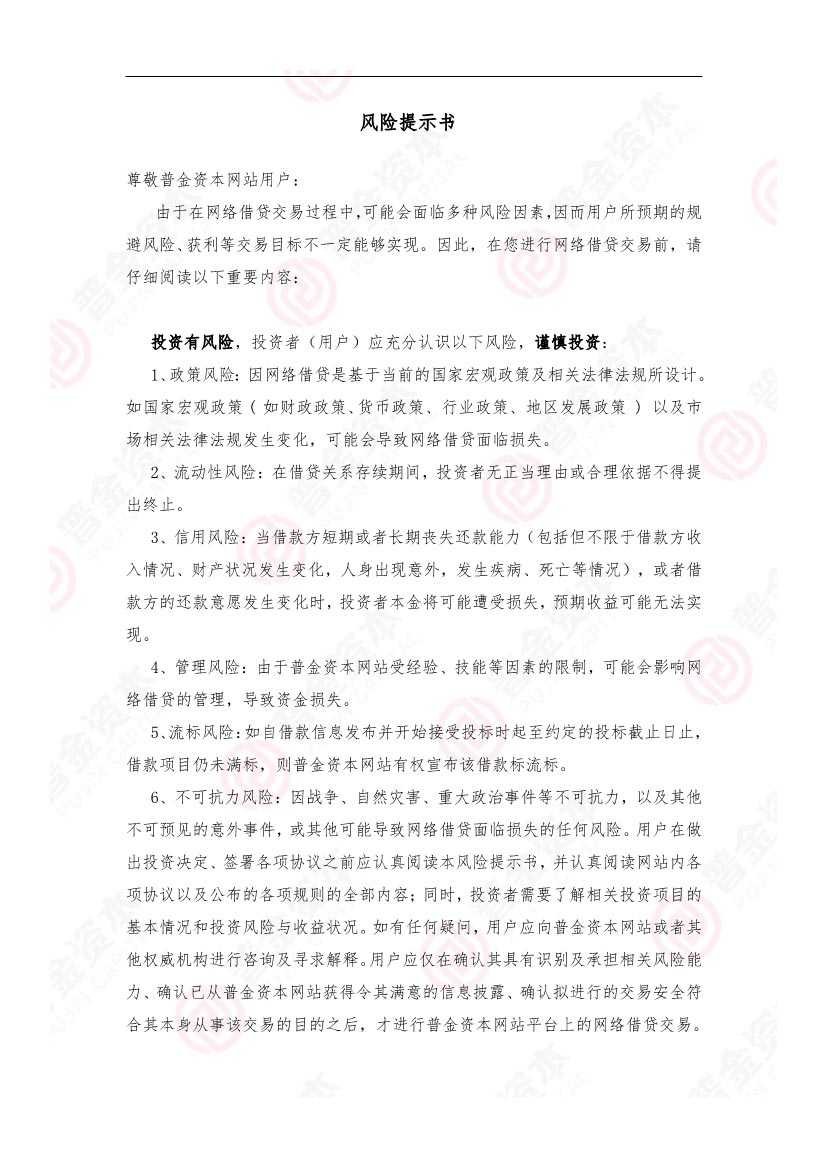 风险提示书
尊敬普金资本网站用户：
由于在网络借贷交易过程中，可能会面临多种风险因素，因而用户所预期的规
避风险、获利等交易目标不一定能够实现。因此，在您进行网络借贷交易前，请
仔细阅读以下重要内容：
投资有风险，投资者（用户）应充分认识以下风险，谨慎投资：
1、政策风险：因网络借贷是基于当前的国家宏观政策及相关法律法规所设计。
如国家宏观政策（如财政政策、货币政策、行业政策、地区发展政策）以及市
场相关法律法规发生变化，可能会导致网络借贷面临损失。
2、流动性风险：在借贷关系存续期间，投资者无正当理由或合理依据不得提
出终止。
3、信用风险：当借款方短期或者长期丧失还款能力（包括但不限于借款方收
入情况、财产状况发生变化，人身出现意外，发生疾病、死亡等情况），或者借
款方的还款意愿发生变化时，投资者本金将可能遭受损失，预期收益可能无法实
现。
4、管理风险：由于普金资本网站受经验、技能等因素的限制，可能会影响网
络借贷的管理，导致资金损失。
5、流标风险：如自借款信息发布并开始接受投标时起至约定的投标截止日止，
借款项目仍未满标，则普金资本网站有权宣布该借款标流标。
6、不可抗力风险：因战争、自然灾害、重大政治事件等不可抗力，以及其他
不可预见的意外事件，或其他可能导致网络借贷面临损失的任何风险。用户在做
出投资决定、签署各项协议之前应认真阅读本风险提示书，并认真阅读网站内各
项协议以及公布的各项规则的全部内容；同时，投资者需要了解相关投资项目的
基本情况和投资风险与收益状况。如有任何疑问，用户应向普金资本网站或者其
他权威机构进行咨询及寻求解释。用户应仅在确认其具有识别及承担相关风险能
力、确认已从普金资本网站获得令其满意的信息披露、确认拟进行的交易安全符
合其本身从事该交易的目的之后，才进行普金资本网站平台上的网络借贷交易。
普金资本
PUJIN CAPITAL